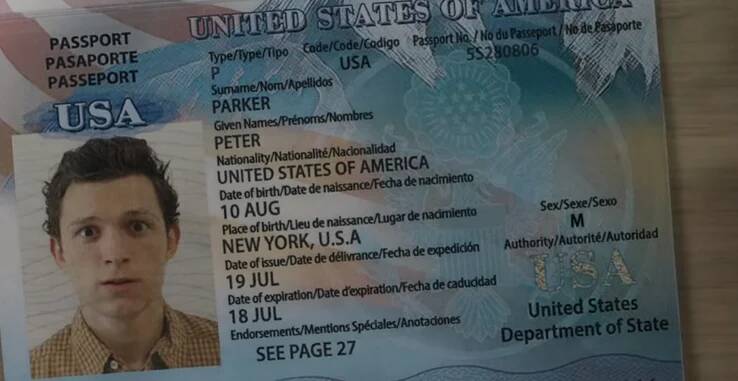 UNITED STATES OF AMERICA
PASSPORT
PASAPORTE
PASSEPORT
USA
Type/Type/Tipo Code/Code/Codigo Passport No. / No du Passeport / No de Pasaporte
P USA 55280806
Surname/Nom/Apellidos
PARKER
Given Names/Prénoms/Nombres
PETER
Nationality/Nationalité/Nacionalidad
UNITED STATES OF AMERICA
Date of birth/Date de naissance/Fecha de nacimiento
10 AUG
Place of birth/Lieu de naissance/Lugar de nacimiento
NEW YORK, U.S.A
Date of issue/Date de délivrance/Fecha de expedición
19 JUL
Date of expiration/Date d'expiration/Fecha de caducidad
18 JUL
Endorsements/Mentions Spéciales/Anotaciones
SEE PAGE 27
Sex/Sexe/Sexo
M
Authority/Autorité/Autoridad
USA
United States
Department of State